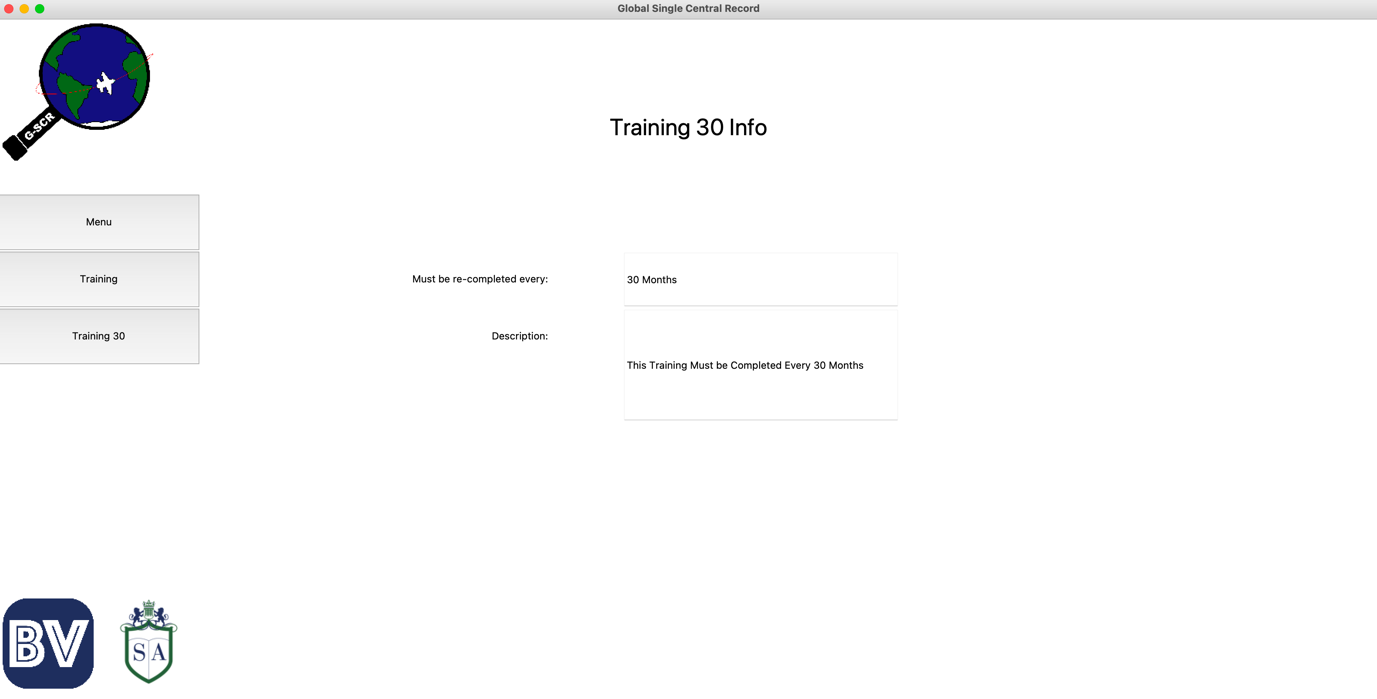 Global Single Central Record
G-SCR
Training 30 Info
Menu
Training
Training 30
Must be re-completed every:
30 Months
Description:
This Training Must be Completed Every 30 Months
BV
S A